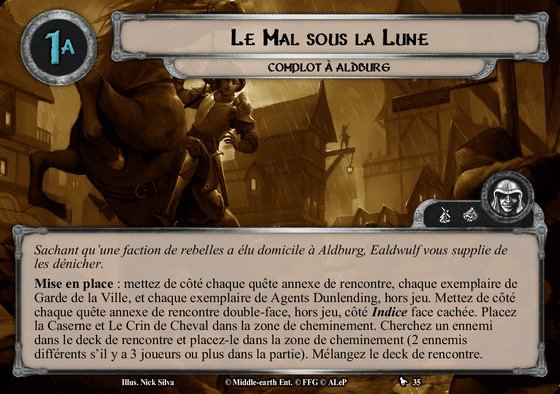 1A
Le Mal sous la Lune
Complot à Aldburg
Sachant qu'une faction de rebelles a élu domicile à Aldburg, Ealdwulf vous supplie de
les dénicher.
Mise en place : mettez de côté chaque quête annexe de rencontre, chaque exemplaire de
Garde de la Ville, et chaque exemplaire de Agents Dunlending, hors jeu. Mettez de côté
chaque quête annexe de rencontre double-face, hors jeu, côté Indice face cachée. Placez
la Caserne et Le Crin de Cheval dans la zone de cheminement. Cherchez un ennemi
dans le deck de rencontre et placez-le dans la zone de cheminement (2 ennemis
différents s'il y a 3 joueurs ou plus dans la partie). Mélangez le deck de rencontre.
Illus. Nick Silva © Middle-earth Ent. © FFG © ALeP 35